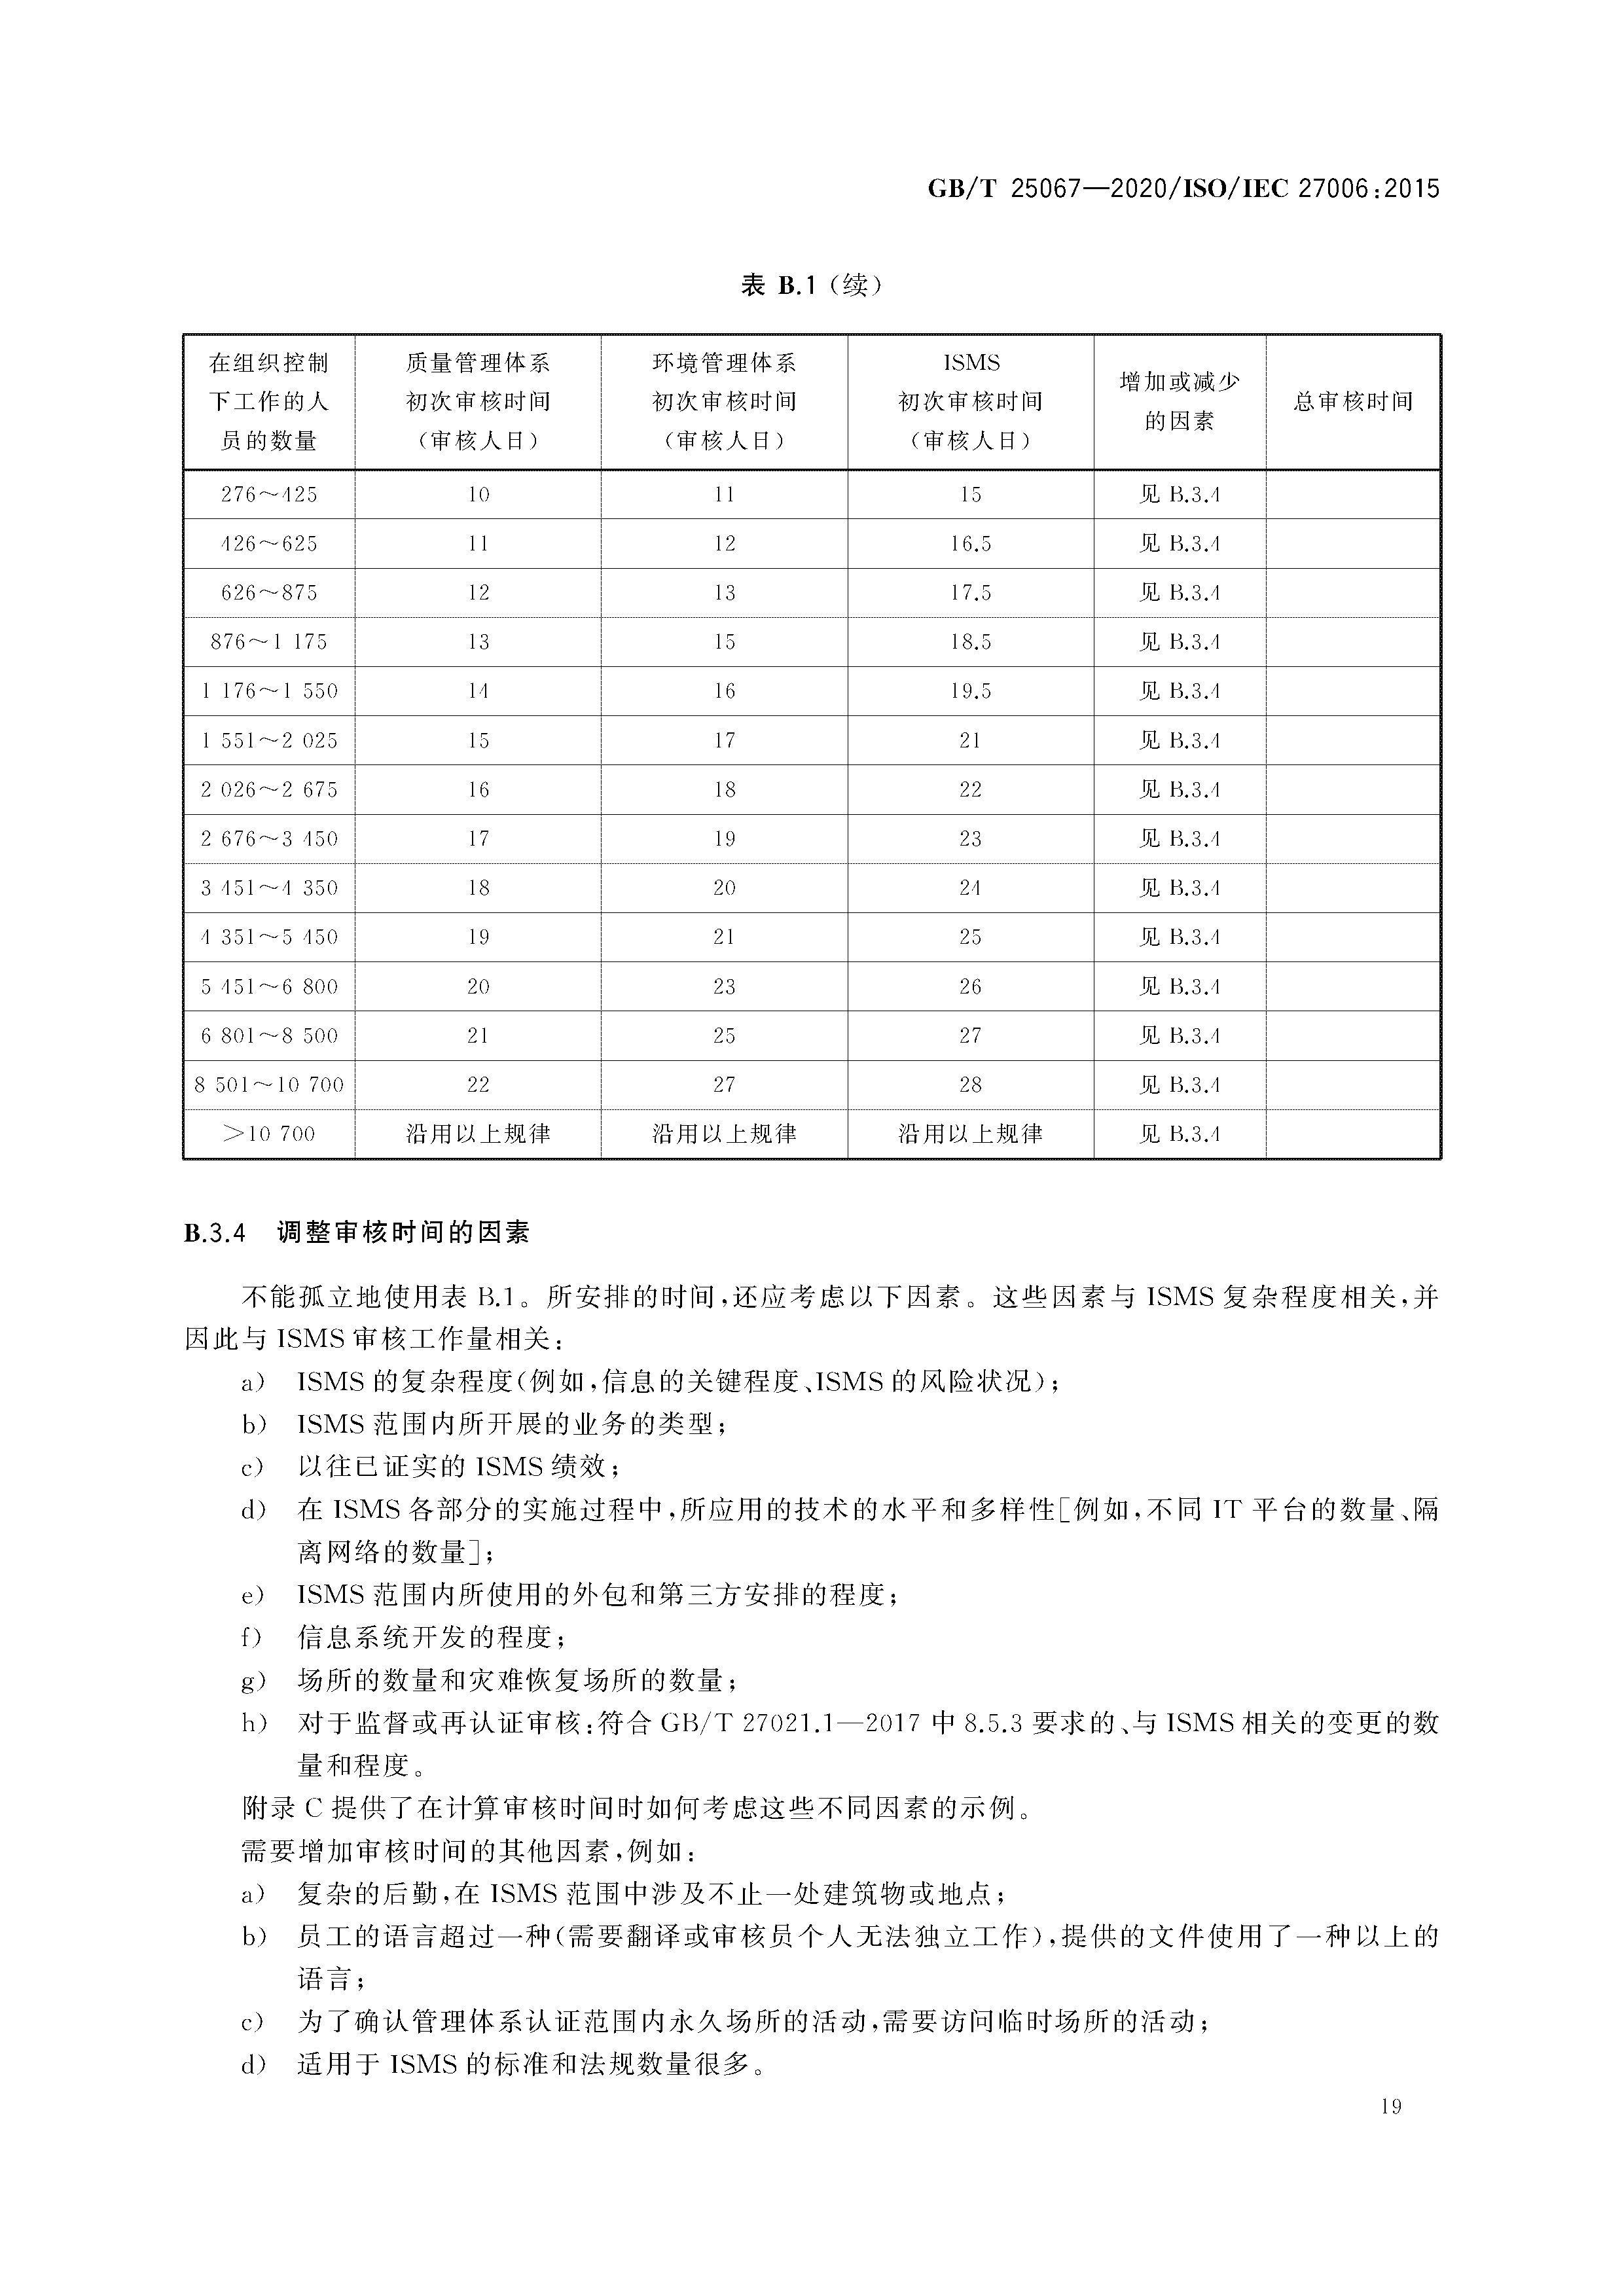 GB/T 25067—2020/ISO/IEC 27006:2015
表 B.1（续）
在组织控制下工作的人员的数量 质量管理体系初次审核时间（审核人日） 环境管理体系初次审核时间（审核人日） ISMS初次审核时间（审核人日） 增加或减少的因素 总审核时间
276～425 10 11 15 见 B.3.4
426～625 11 12 16.5 见 B.3.4
626～875 12 13 17.5 见 B.3.4
876～1 175 13 15 18.5 见 B.3.4
1 176～1 550 14 16 19.5 见 B.3.4
1 551～2 025 15 17 21 见 B.3.4
2 026～2 675 16 18 22 见 B.3.4
2 676～3 450 17 19 23 见 B.3.4
3 451～4 350 18 20 24 见 B.3.4
4 351～5 450 19 21 25 见 B.3.4
5 451～6 800 20 23 26 见 B.3.4
6 801～8 500 21 25 27 见 B.3.4
8 501～10 700 22 27 28 见 B.3.4
>10 700 沿用以上规律 沿用以上规律 沿用以上规律 见 B.3.4
B.3.4 调整审核时间的因素
不能孤立地使用表 B.1。所安排的时间，还应考虑以下因素。这些因素与 ISMS 复杂程度相关，并
因此与 ISMS 审核工作量相关：
a） ISMS 的复杂程度（例如，信息的关键程度、ISMS 的风险状况）；
b） ISMS 范围内所开展的业务的类型；
c） 以往已证实的 ISMS 绩效；
d） 在 ISMS 各部分的实施过程中，所应用的技术的水平和多样性［例如，不同 IT 平台的数量、隔
离网络的数量］；
e） ISMS 范围内所使用的外包和第三方安排的程度；
f） 信息系统开发的程度；
g） 场所的数量和灾难恢复场所的数量；
h） 对于监督或再认证审核：符合 GB/T 27021.1—2017 中 8.5.3 要求的、与 ISMS 相关的变更的数
量和程度。
附录 C 提供了在计算审核时间时如何考虑这些不同因素的示例。
需要增加审核时间的其他因素，例如：
a） 复杂的后勤，在 ISMS 范围中涉及不止一处建筑物或地点；
b） 员工的语言超过一种（需要翻译或审核员个人无法独立工作），提供的文件使用了一种以上的
语言；
c） 为了确认管理体系认证范围内永久场所的活动，需要访问临时场所的活动；
d） 适用于 ISMS 的标准和法规数量很多。
19